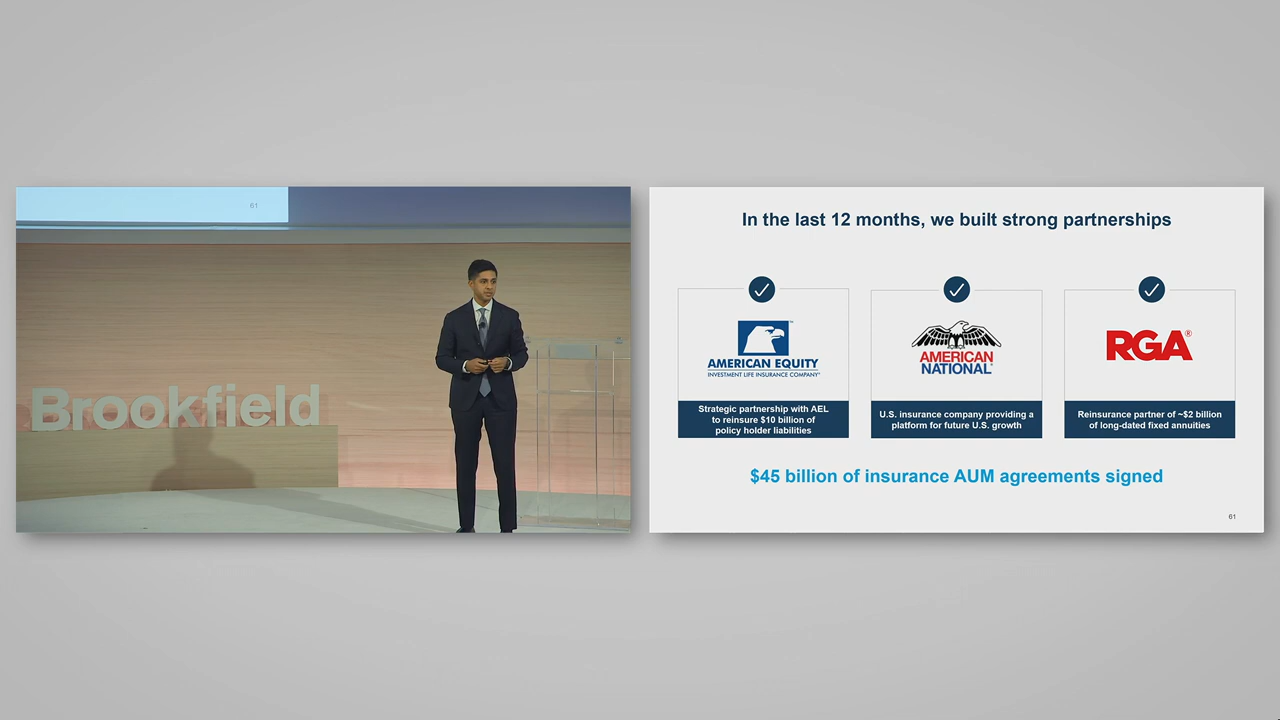 61
Brookfield
In the last 12 months, we built strong partnerships
AMERICAN EQUITY
INVESTMENT LIFE INSURANCE COMPANY®
Strategic partnership with AEL
to reinsure $10 billion of
policy holder liabilities
AMERICAN
NATIONAL®
U.S. insurance company providing a
platform for future U.S. growth
RGA®
Reinsurance partner of ~$2 billion
of long-dated fixed annuities
$45 billion of insurance AUM agreements signed
61